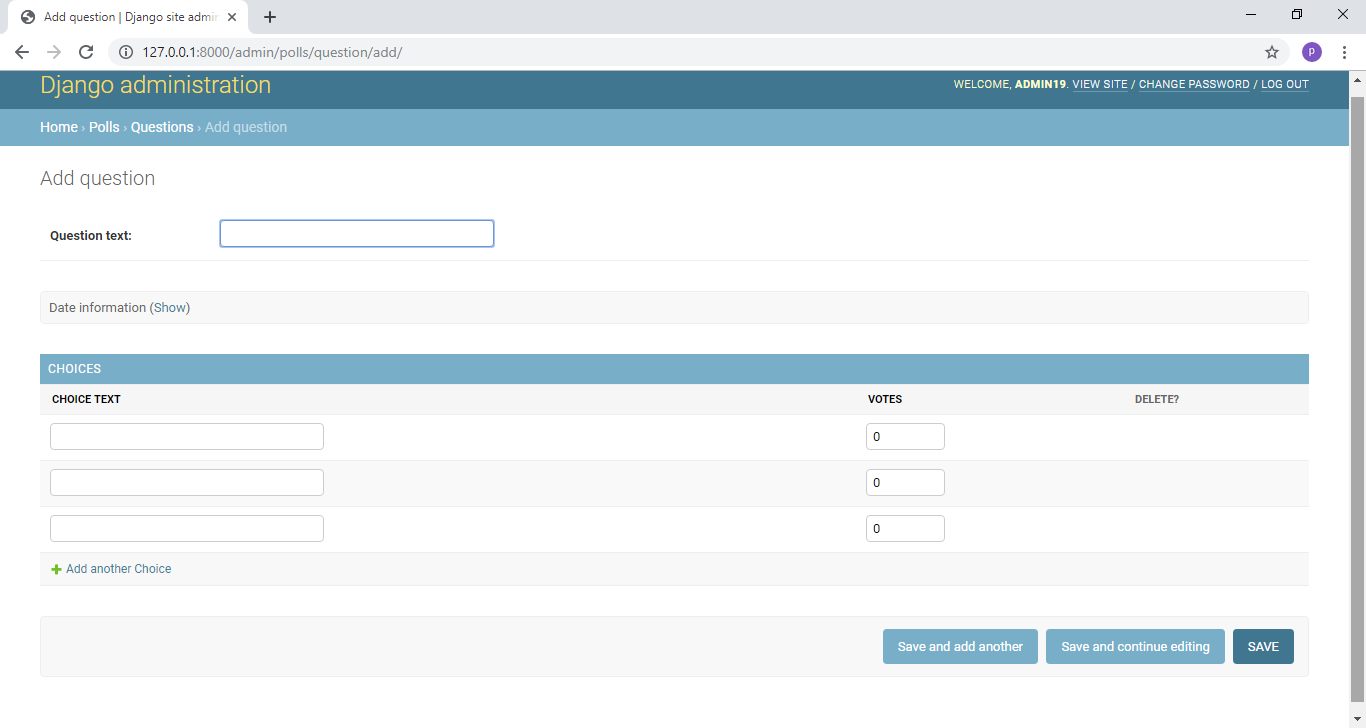 Add question | Django site admin
127.0.0.1:8000/admin/polls/question/add/
P
Django administration
WELCOME, ADMIN19. VIEW SITE / CHANGE PASSWORD / LOG OUT
Home › Polls › Questions › Add question
Add question
Question text:
Date information (Show)
CHOICES
CHOICE TEXT VOTES DELETE?
0
0
0
Add another Choice
Save and add another Save and continue editing SAVE